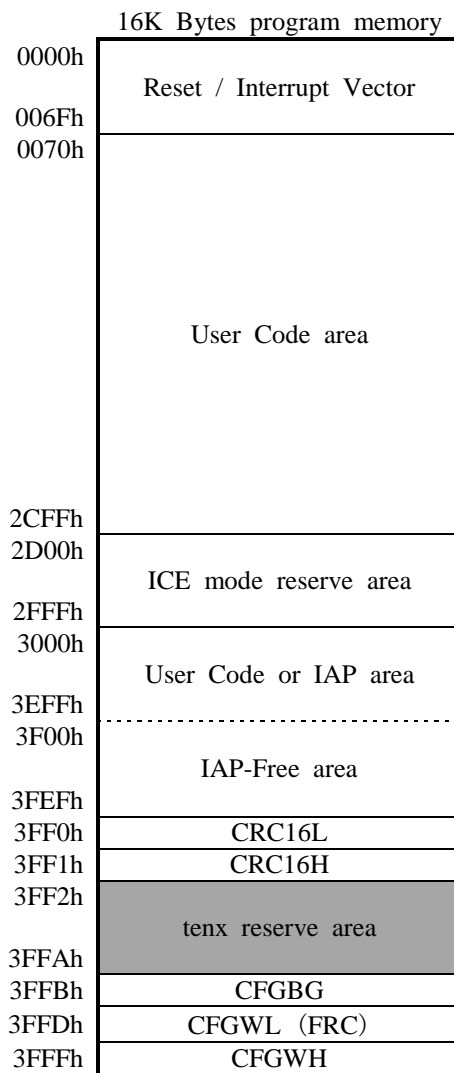 16K Bytes program memory
0000h
Reset / Interrupt Vector
006Fh
0070h
User Code area
2CFFh
2D00h
ICE mode reserve area
2FFFh
3000h
User Code or IAP area
3EFFh
3F00h
IAP-Free area
3FEFh
3FF0h CRC16L
3FF1h CRC16H
3FF2h
tenx reserve area
3FFAh
3FFBh CFGBG
3FFDh CFGWL (FRC)
3FFFh CFGWH